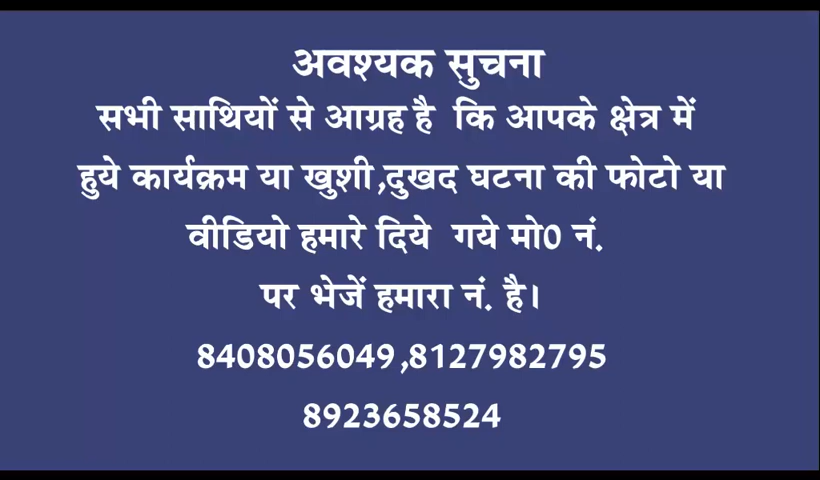 अवश्यक सुचना
सभी साथियों से आग्रह है कि आपके क्षेत्र में
हुये कार्यक्रम या खुशी,दुखद घटना की फोटो या
वीडियो हमारे दिये गये मो0 नं.
पर भेजें हमारा नं. है।
8408056049,8127982795
8923658524